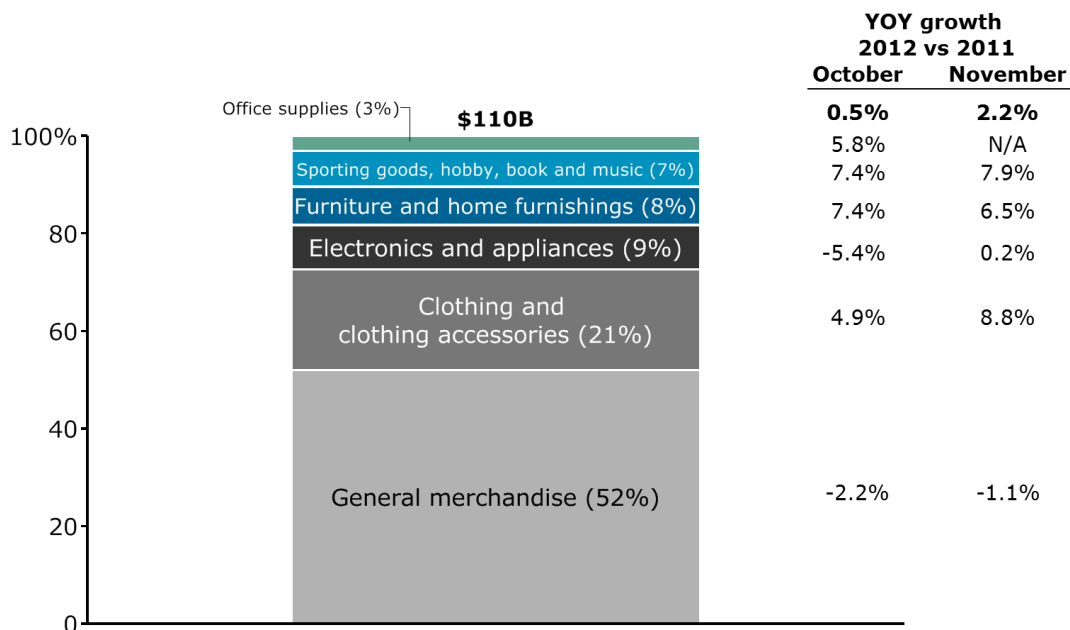 YOY growth
2012 vs 2011
October November
Office supplies (3%) $110B 0.5% 2.2%
100% 5.8% N/A
Sporting goods, hobby, book and music (7%) 7.4% 7.9%
Furniture and home furnishings (8%) 7.4% 6.5%
80
Electronics and appliances (9%) -5.4% 0.2%
Clothing and
clothing accessories (21%) 4.9% 8.8%
60
40
General merchandise (52%) -2.2% -1.1%
20
0